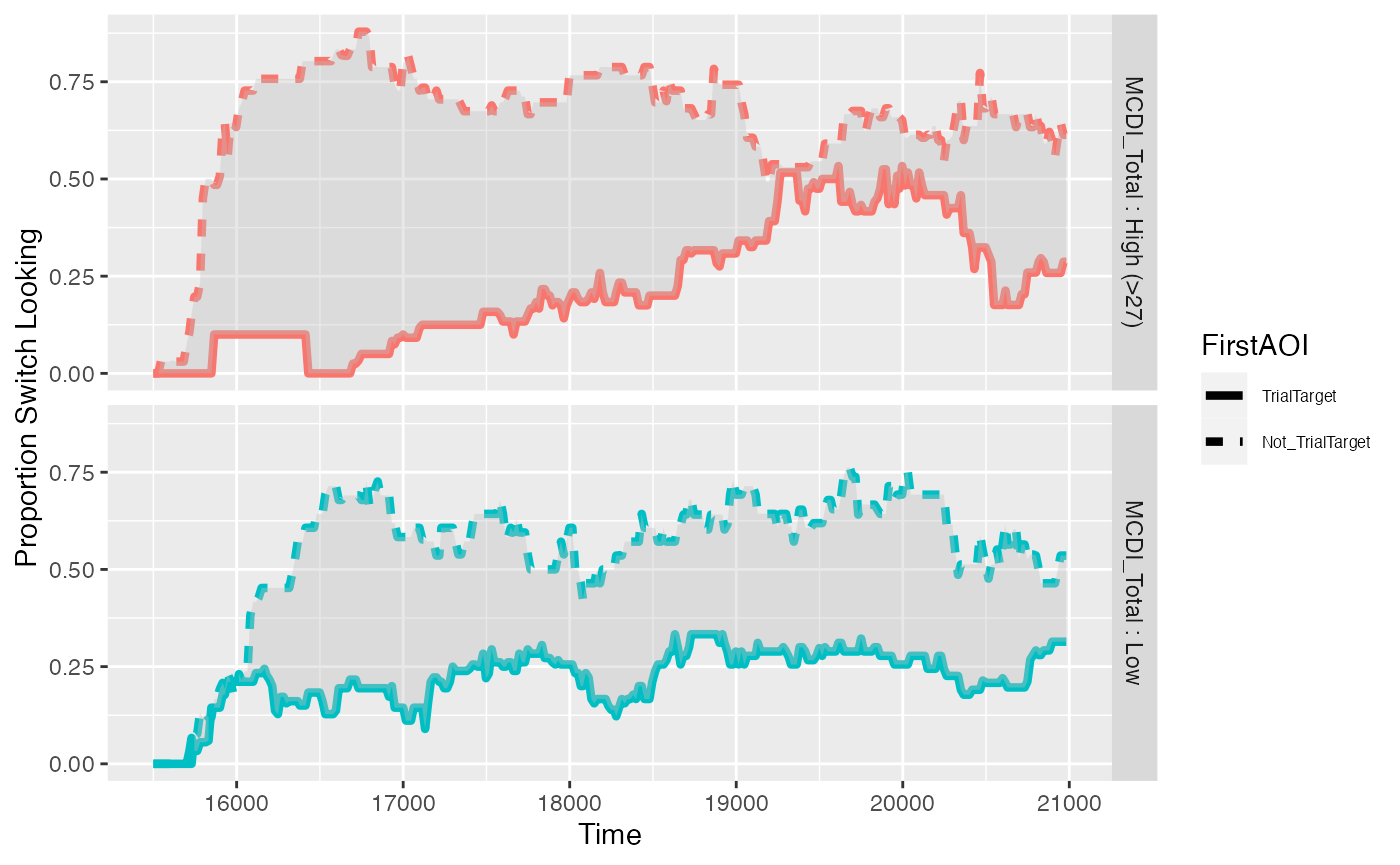 Proportion Switch Looking
0.75
0.50
0.25
0.00
MCDI_Total : High (>27)
0.75
0.50
0.25
0.00
MCDI_Total : Low
16000 17000 18000 19000 20000 21000
Time
FirstAOI
TrialTarget
Not_TrialTarget